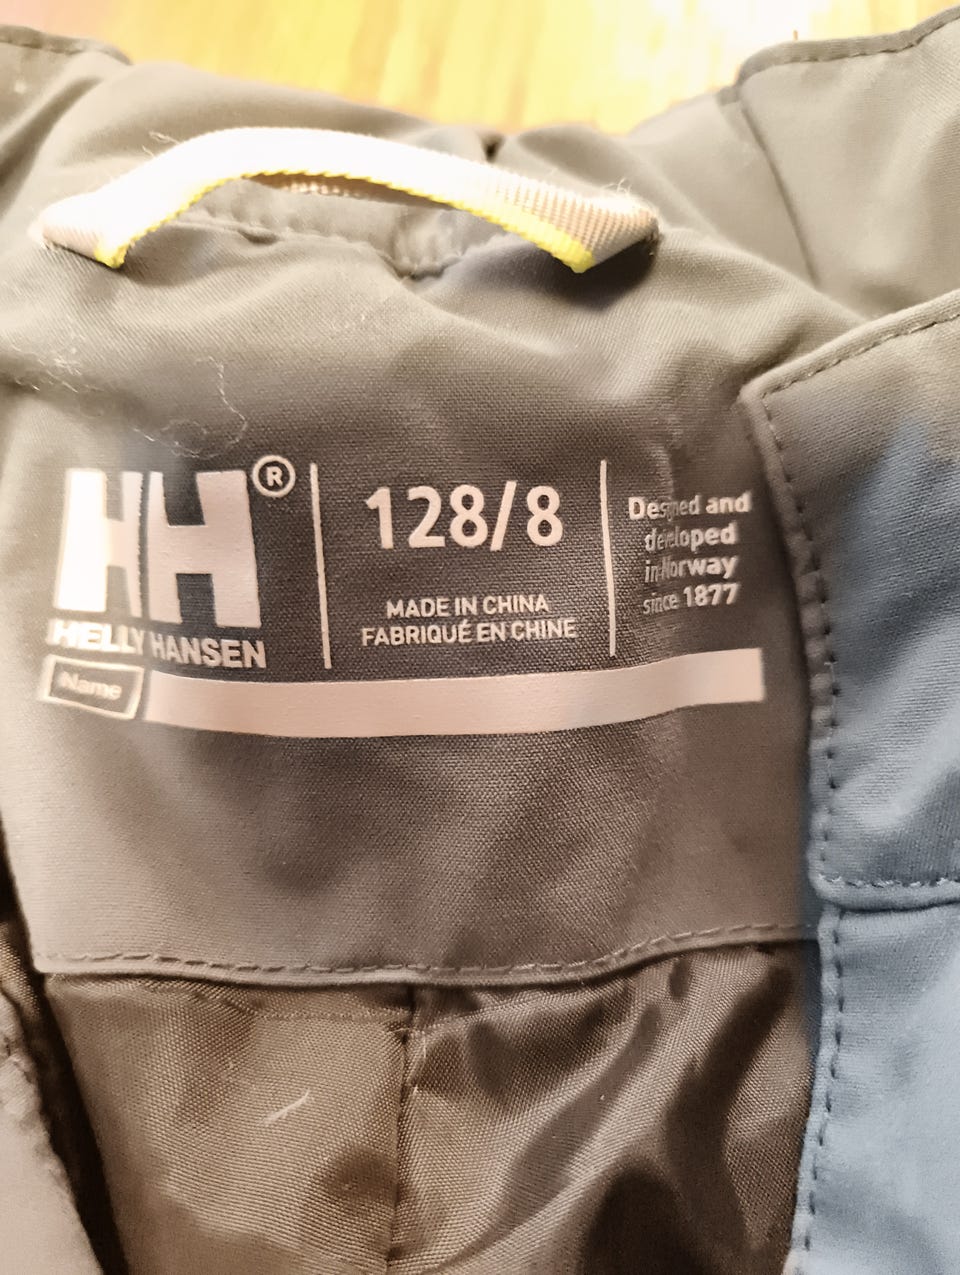 HH®
HELLY HANSEN
Name
128/8
MADE IN CHINA
FABRIQUÉ EN CHINE
Designed and
developed
in Norway
since 1877